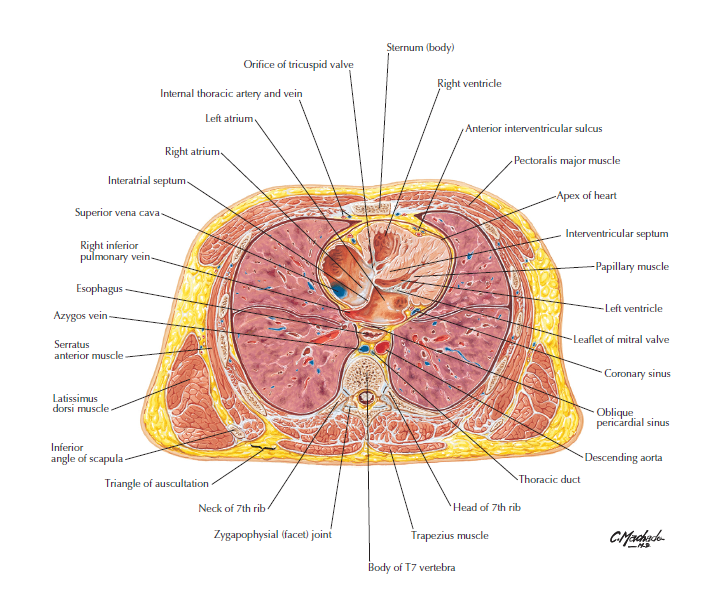 Sternum (body)
Orifice of tricuspid valve
Right ventricle
Internal thoracic artery and vein
Left atrium
Anterior interventricular sulcus
Right atrium
Pectoralis major muscle
Interatrial septum
Apex of heart
Superior vena cava
Interventricular septum
Right inferior
pulmonary vein
Papillary muscle
Esophagus
Left ventricle
Azygos vein
Leaflet of mitral valve
Serratus
anterior muscle
Coronary sinus
Latissimus
dorsi muscle
Oblique
pericardial sinus
Inferior
angle of scapula
Descending aorta
Triangle of auscultation
Thoracic duct
Neck of 7th rib
Head of 7th rib
Zygapophysial (facet) joint
Trapezius muscle
C. Machado
M.D.
Body of T7 vertebra